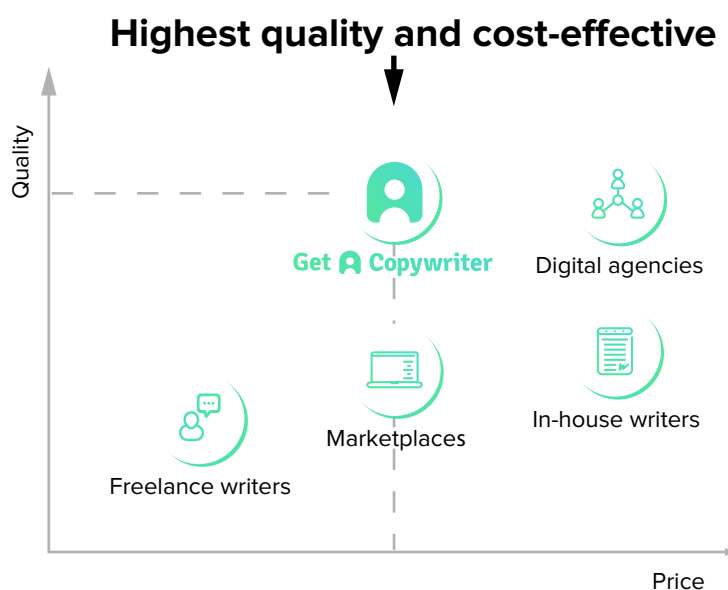 Highest quality and cost-effective
Quality
Get A Copywriter
Digital agencies
In-house writers
Marketplaces
Freelance writers
Price